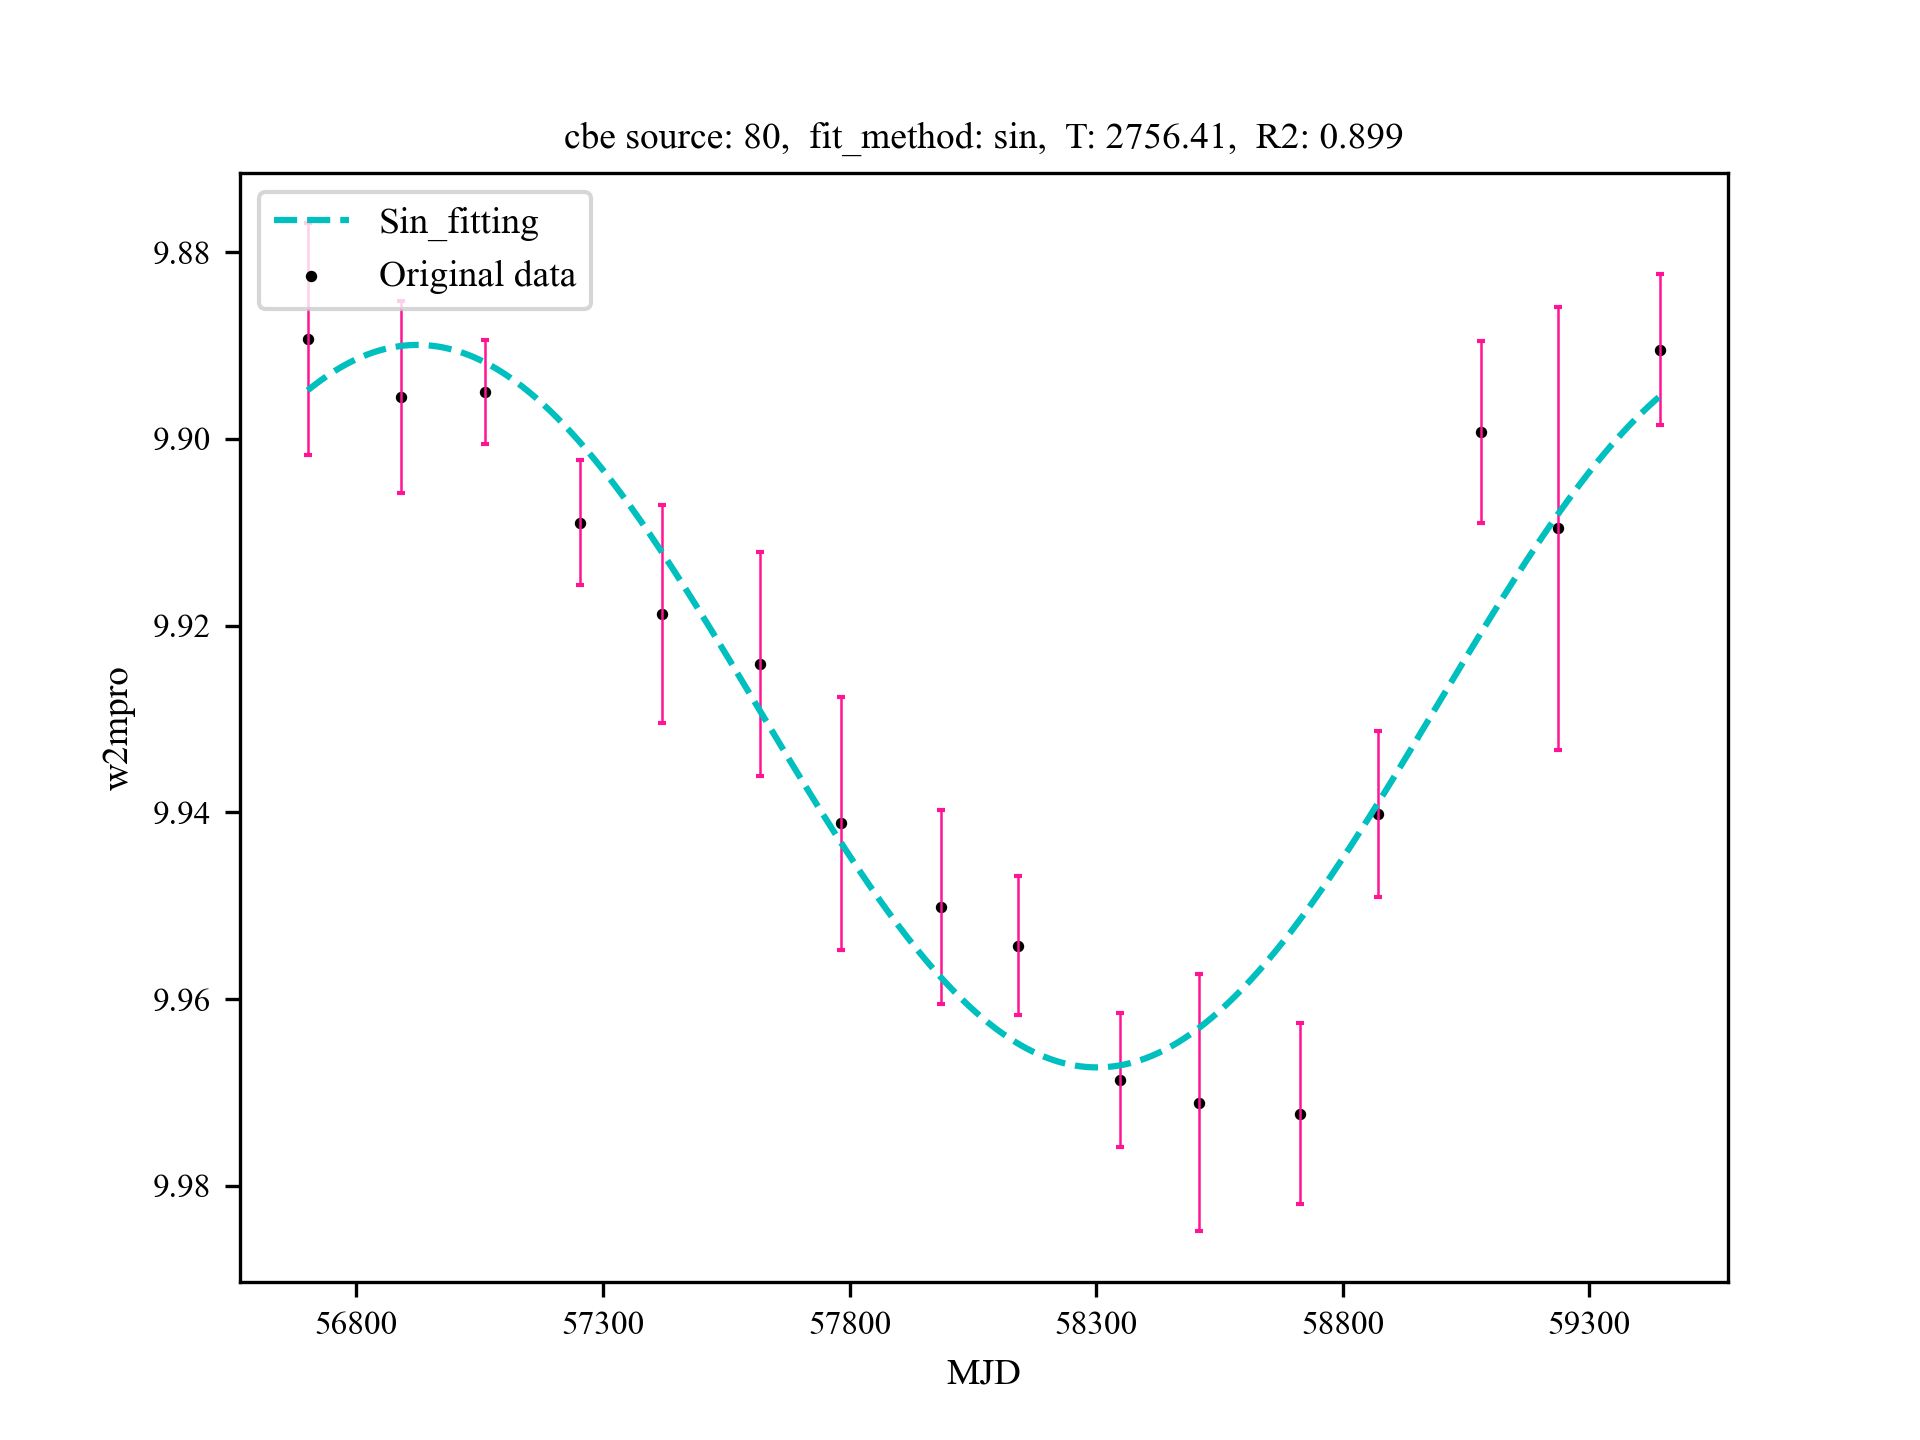 cbe source: 80,  fit_method: sin,  T: 2756.41,  R2: 0.899
Sin_fitting
Original data
9.88
9.90
9.92
9.94
9.96
9.98
w2mpro
56800 57300 57800 58300 58800 59300
MJD